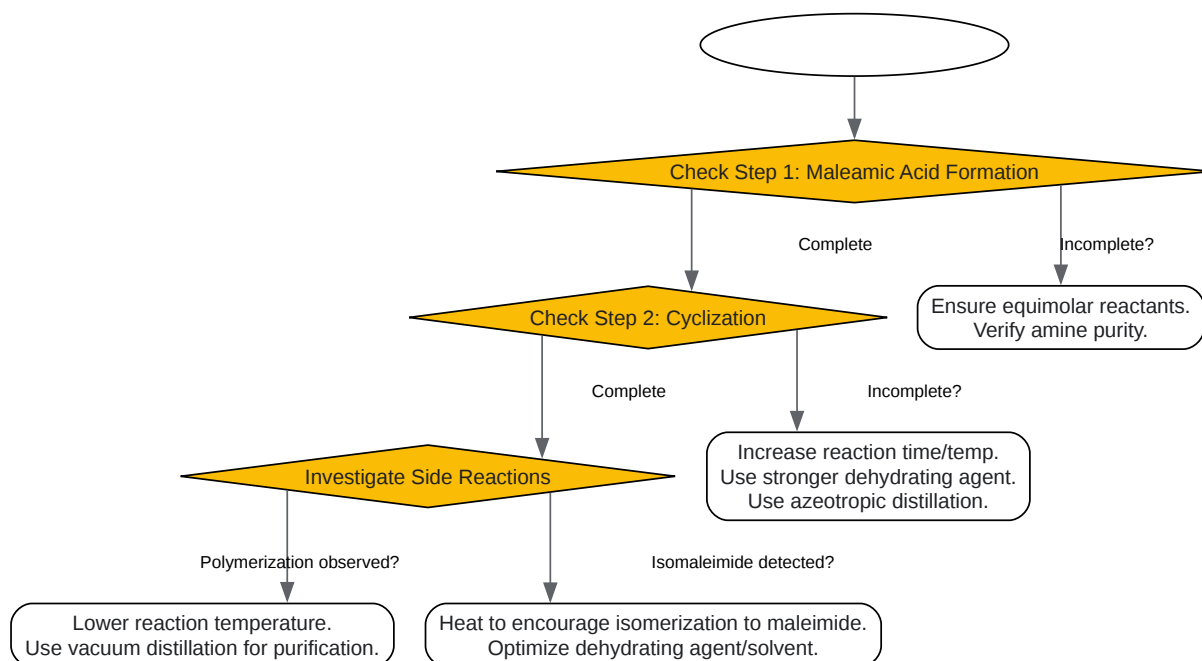 Check Step 1: Maleamic Acid Formation
Complete
Incomplete?
Ensure equimolar reactants.
Verify amine purity.
Check Step 2: Cyclization
Complete
Incomplete?
Increase reaction time/temp.
Use stronger dehydrating agent.
Use azeotropic distillation.
Investigate Side Reactions
Polymerization observed?
Isomaleimide detected?
Lower reaction temperature.
Use vacuum distillation for purification.
Heat to encourage isomerization to maleimide.
Optimize dehydrating agent/solvent.